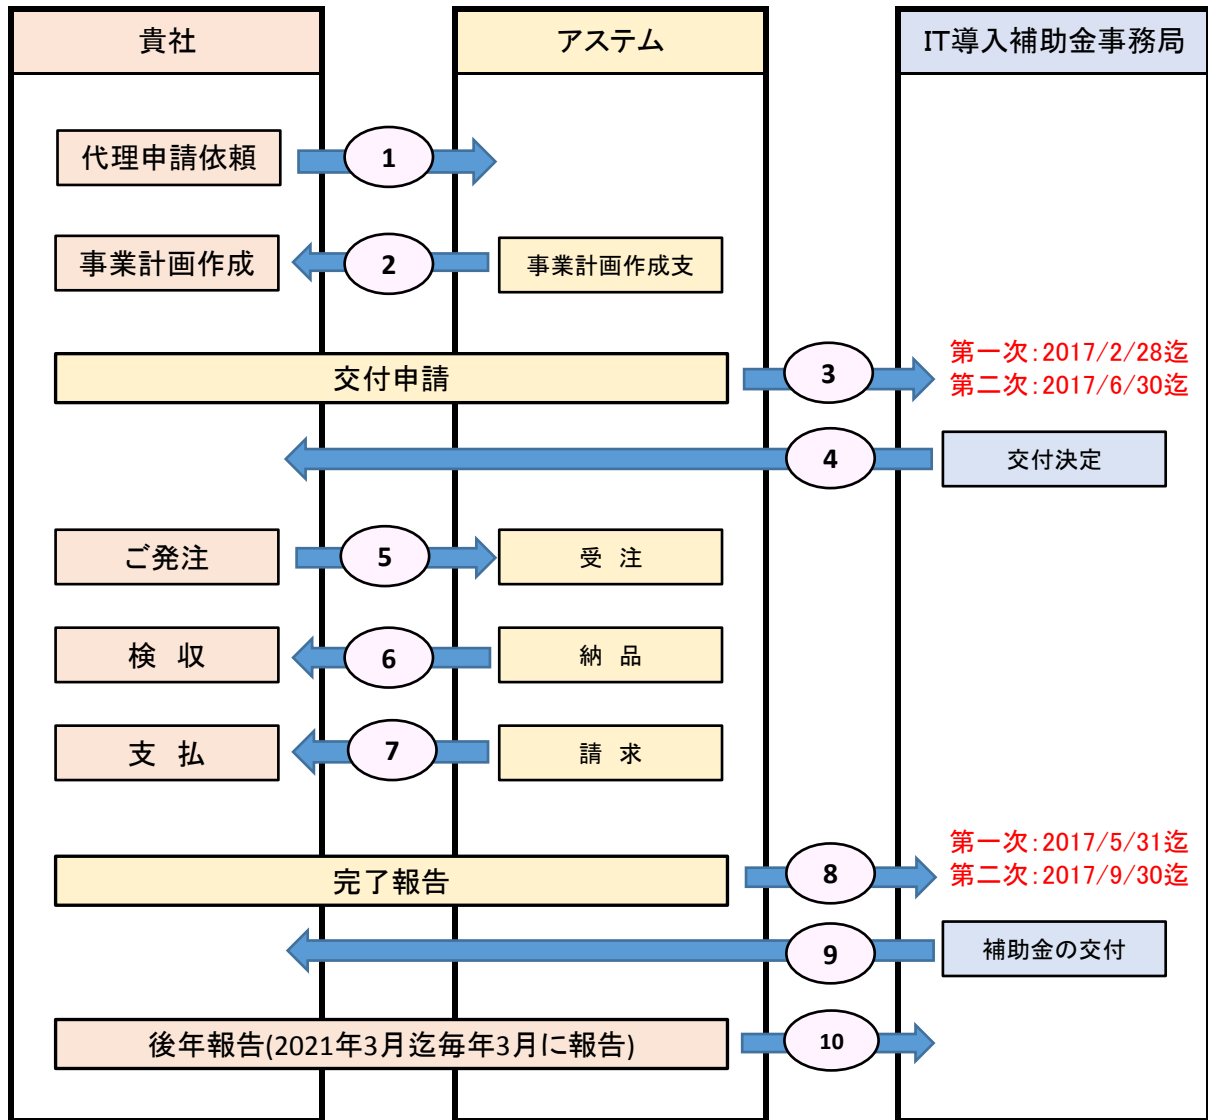 貴社
アステム
IT導入補助金事務局
代理申請依頼
1
事業計画作成
2
事業計画作成支
交付申請
3
第一次：2017/2/28迄
第二次：2017/6/30迄
4
交付決定
ご発注
5
受　注
検　収
6
納　品
支　払
7
請　求
完了報告
8
第一次：2017/5/31迄
第二次：2017/9/30迄
9
補助金の交付
後年報告(2021年3月迄毎年3月に報告)
10